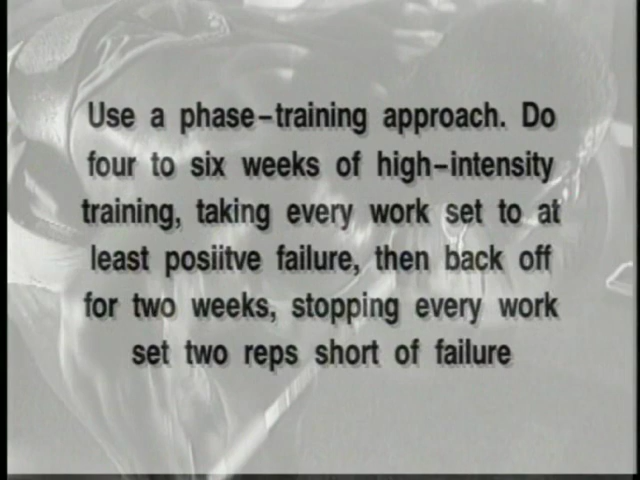 Use a phase-training approach. Do
four to six weeks of high-intensity
training, taking every work set to at
least posiitve failure, then back off
for two weeks, stopping every work
set two reps short of failure